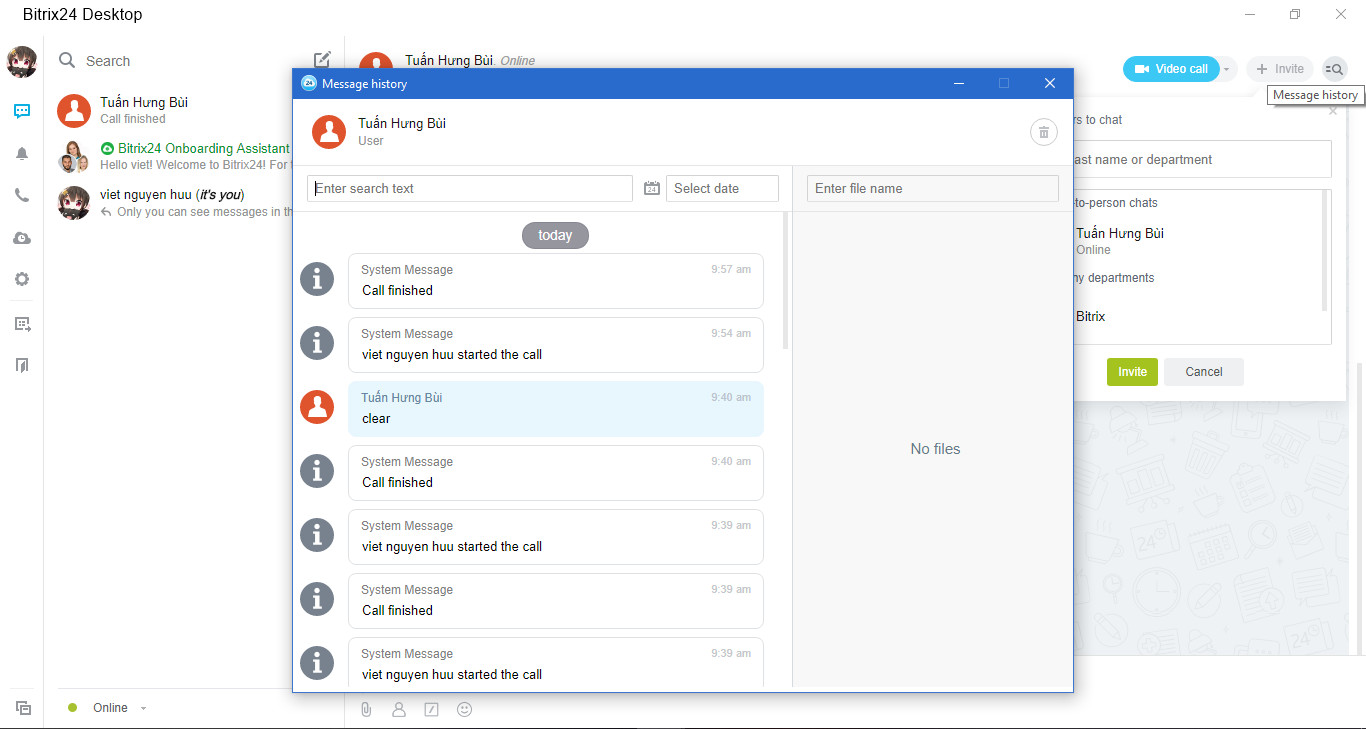 Bitrix24 Desktop
Search
Tuấn Hưng Bùi
Call finished
Bitrix24 Onboarding Assistant
Hello viet! Welcome to Bitrix24! For
viet nguyen huu (it's you)
Only you can see messages in th
Online
Tuấn Hưng Bùi. Online
Video call
Invite
Message history
24 Message history
Tuấn Hưng Bùi
User
Enter search text
24
Select date
Enter file name
today
System Message 9:57 am
Call finished
System Message 9:54 am
viet nguyen huu started the call
Tuấn Hưng Bùi 9:40 am
clear
System Message 9:40 am
Call finished
System Message 9:39 am
viet nguyen huu started the call
System Message 9:39 am
Call finished
System Message 9:39 am
viet nguyen huu started the call
No files
rs to chat
ast name or department
-to-person chats
Tuấn Hưng Bùi
Online
ny departments
Bitrix
Invite
Cancel
24
24